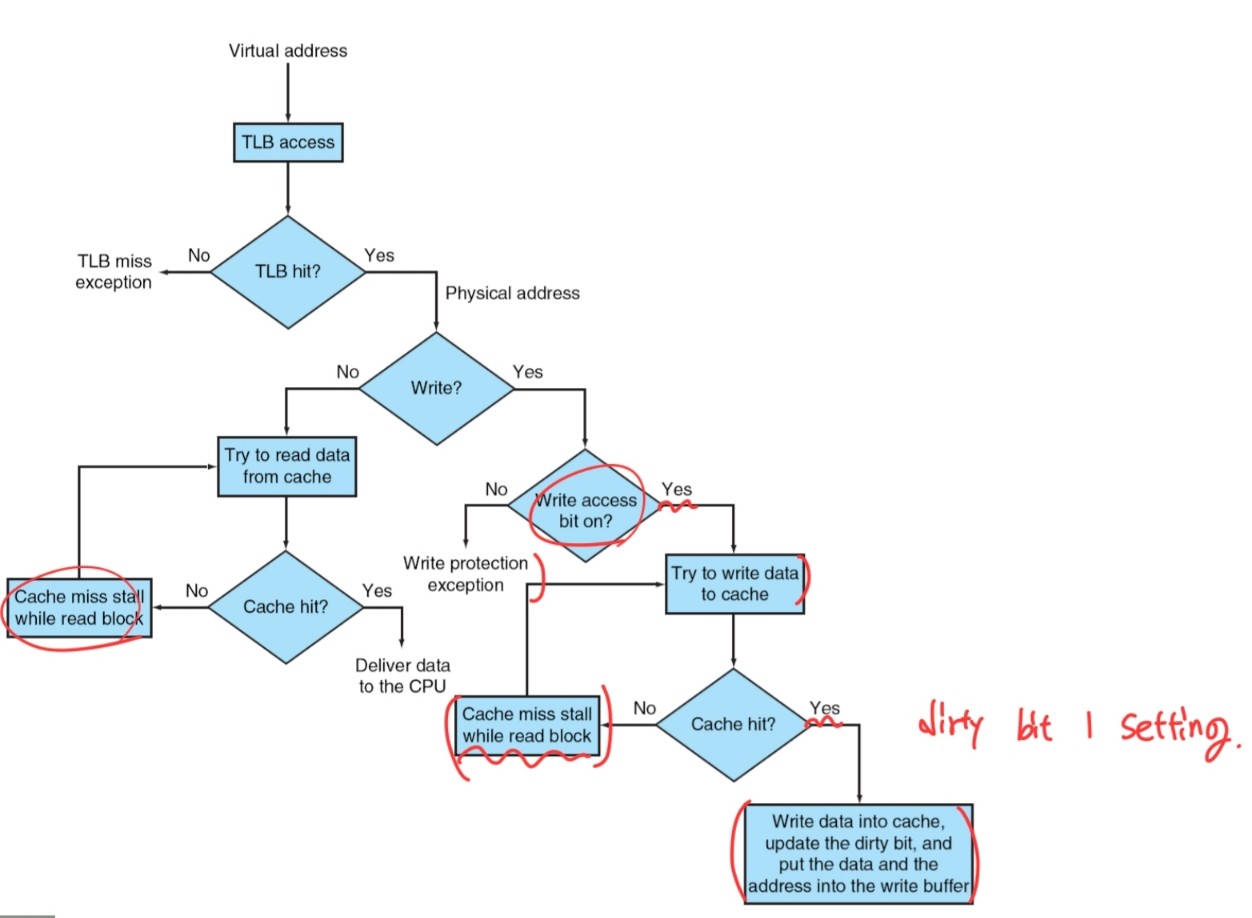 Virtual address
TLB access
TLB hit?
No
Yes
TLB miss
exception
Physical address
Write?
No
Yes
Try to read data
from cache
Write access
bit on?
No
Yes
Write protection
exception
Try to write data
to cache
Cache miss stall
while read block
No
Cache hit?
Yes
Deliver data
to the CPU
Cache miss stall
while read block
No
Cache hit?
Yes
dirty bit 1 setting.
Write data into cache,
update the dirty bit, and
put the data and the
address into the write buffer